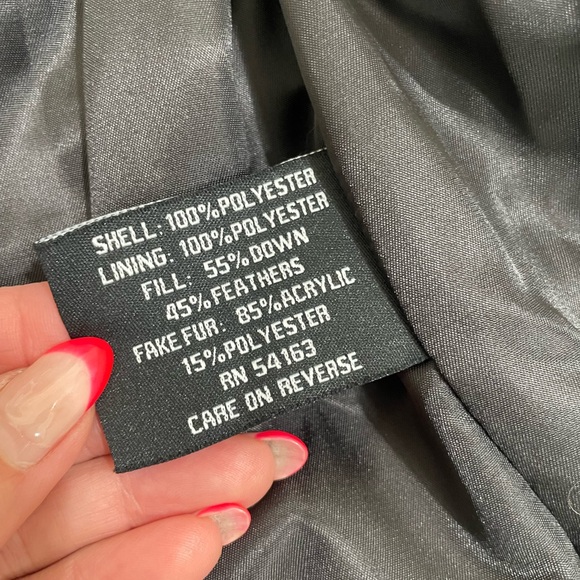 SHELL: 100%POLYESTER
LINING: 100%POLYESTER
FILL: 55%DOWN
45%FEATHERS
FAKE FUR: 85%ACRYLIC
15%POLYESTER
RN 54163
CARE ON REVERSE